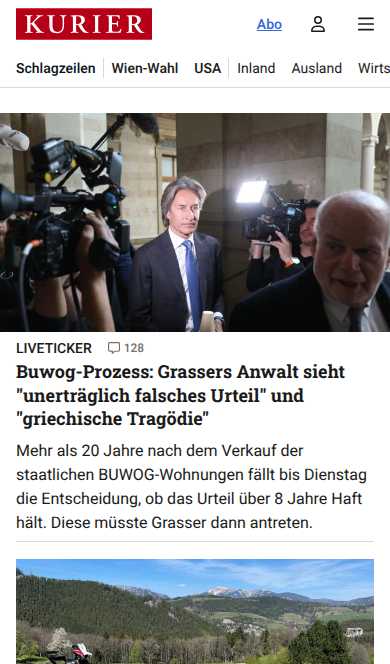 KURIER
Abo
Schlagzeilen Wien-Wahl USA Inland Ausland Wirts
LIVETICKER 128
Buwog-Prozess: Grassers Anwalt sieht
"unerträglich falsches Urteil" und
"griechische Tragödie"
Mehr als 20 Jahre nach dem Verkauf der
staatlichen BUWOG-Wohnungen fällt bis Dienstag
die Entscheidung, ob das Urteil über 8 Jahre Haft
hält. Diese müsste Grasser dann antreten.